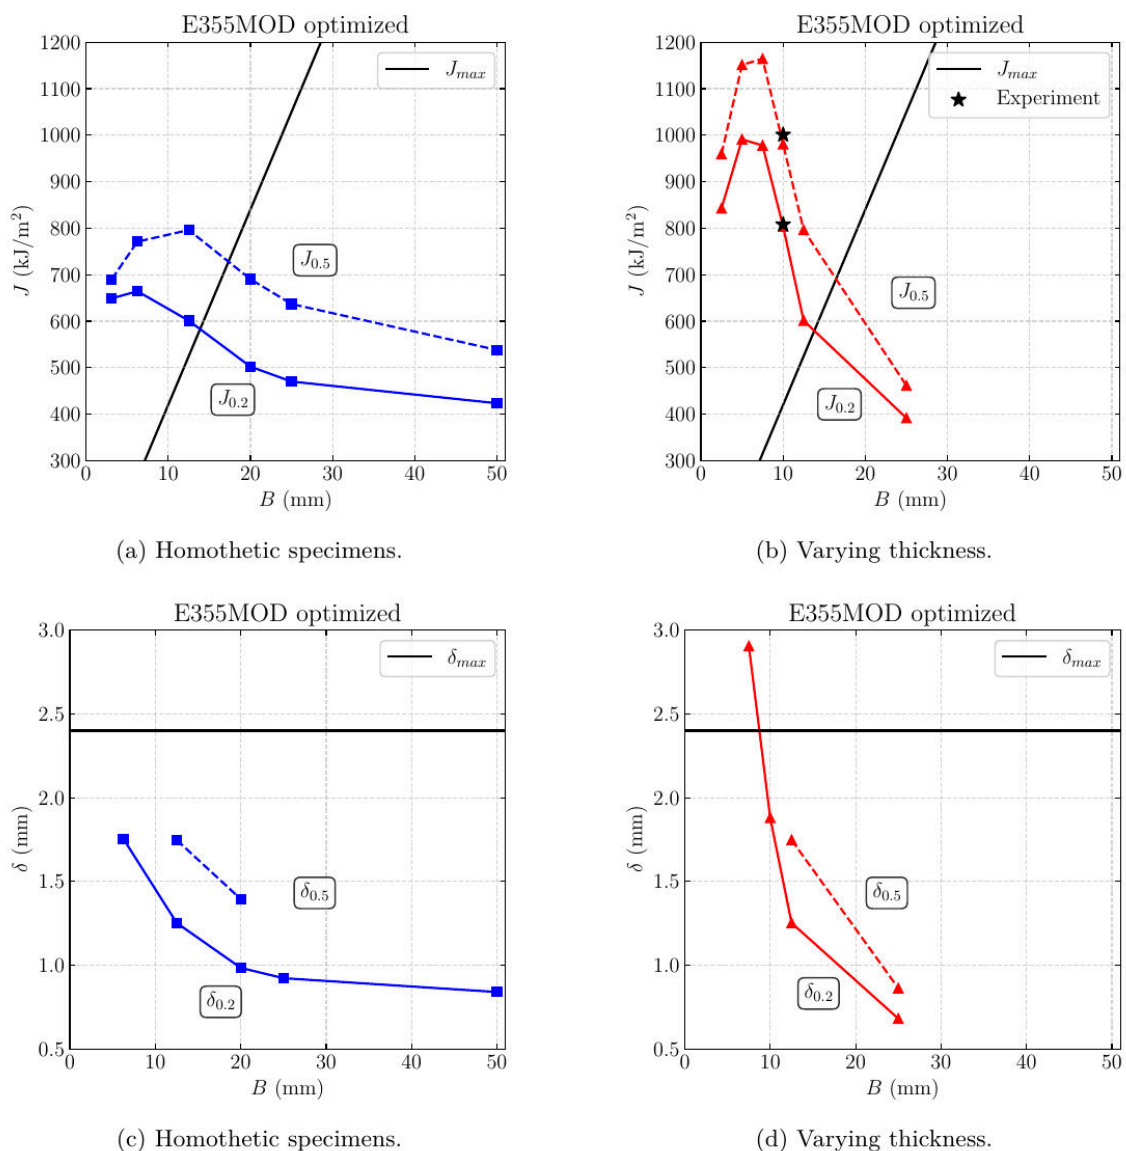 E355MOD optimized
1200
1100
1000
900
800
700
600
500
400
300
J (kJ/m²)
J_max
J_0.5
J_0.2
0 10 20 30 40 50
B (mm)
(a) Homothetic specimens.
E355MOD optimized
1200
1100
1000
900
800
700
600
500
400
300
J (kJ/m²)
J_max
Experiment
J_0.5
J_0.2
0 10 20 30 40 50
B (mm)
(b) Varying thickness.
E355MOD optimized
3.0
2.5
2.0
1.5
1.0
0.5
δ (mm)
δ_max
δ_0.5
δ_0.2
0 10 20 30 40 50
B (mm)
(c) Homothetic specimens.
E355MOD optimized
3.0
2.5
2.0
1.5
1.0
0.5
δ (mm)
δ_max
δ_0.5
δ_0.2
0 10 20 30 40 50
B (mm)
(d) Varying thickness.